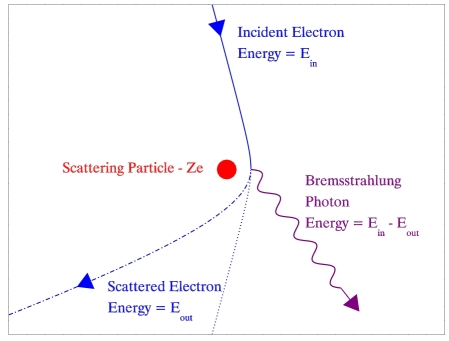 Incident Electron
Energy = E_in
Scattering Particle - Ze
Bremsstrahlung
Photon
Energy = E_in - E_out
Scattered Electron
Energy = E_out